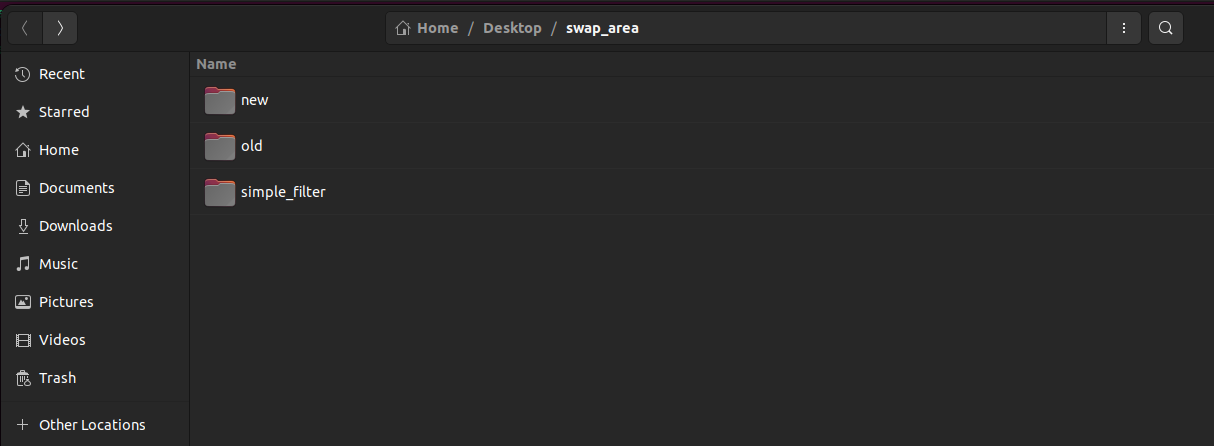 Home / Desktop / swap_area
Recent
Starred
Home
Documents
Downloads
Music
Pictures
Videos
Trash
Other Locations
Name
new
old
simple_filter